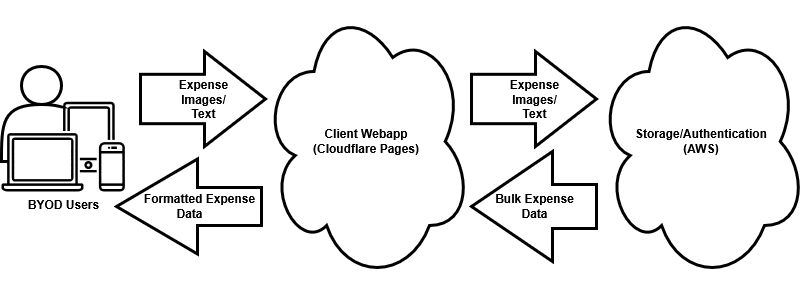 Expense
Images/
Text
Expense
Images/
Text
Client Webapp
(Cloudflare Pages)
Storage/Authentication
(AWS)
Formatted Expense
Data
Bulk Expense
Data
BYOD Users